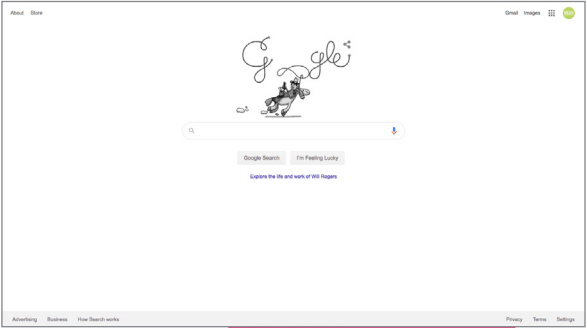 About Store
Gmail Images
Google
Google Search I'm Feeling Lucky
Explore the life and work of Will Rogers
Advertising Business How Search works
Privacy Terms Settings